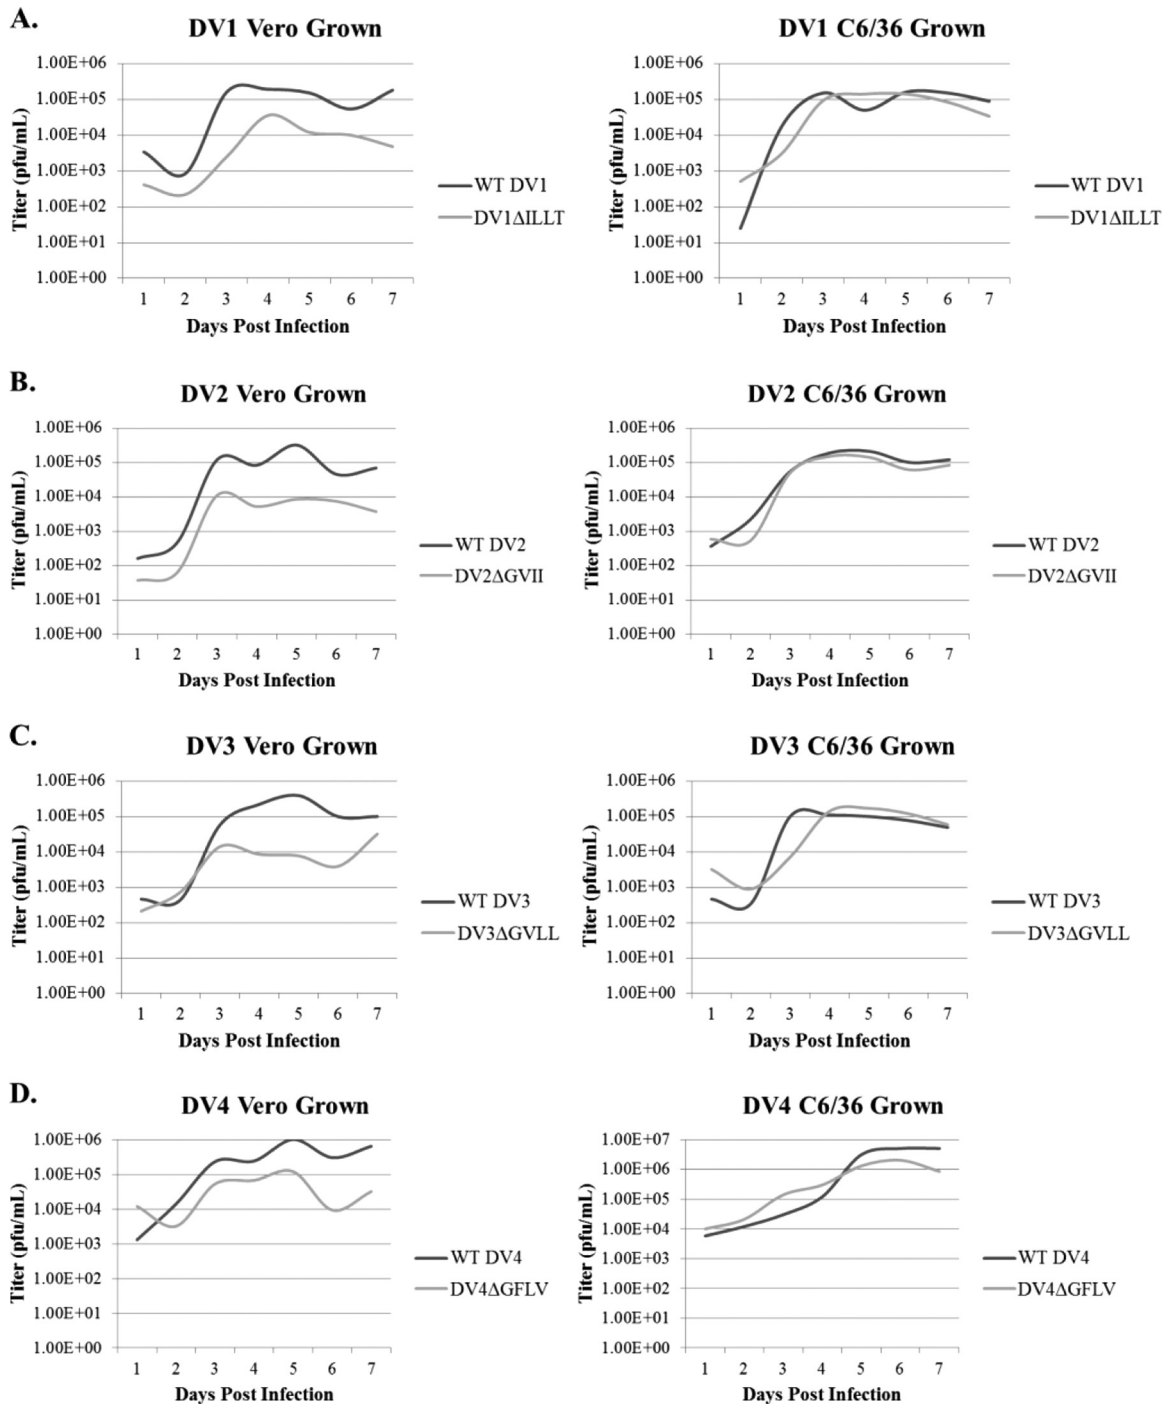 A.
DV1 Vero Grown
1.00E+06
1.00E+05
1.00E+04
1.00E+03
1.00E+02
1.00E+01
1.00E+00
Titer (pfu/mL)
1 2 3 4 5 6 7
Days Post Infection
WT DV1
DV1ΔILLT
DV1 C6/36 Grown
1.00E+06
1.00E+05
1.00E+04
1.00E+03
1.00E+02
1.00E+01
1.00E+00
Titer (pfu/mL)
1 2 3 4 5 6 7
Days Post Infection
WT DV1
DV1ΔILLT
B.
DV2 Vero Grown
1.00E+06
1.00E+05
1.00E+04
1.00E+03
1.00E+02
1.00E+01
1.00E+00
Titer (pfu/mL)
1 2 3 4 5 6 7
Days Post Infection
WT DV2
DV2ΔGVII
DV2 C6/36 Grown
1.00E+06
1.00E+05
1.00E+04
1.00E+03
1.00E+02
1.00E+01
1.00E+00
Titer (pfu/mL)
1 2 3 4 5 6 7
Days Post Infection
WT DV2
DV2ΔGVII
C.
DV3 Vero Grown
1.00E+06
1.00E+05
1.00E+04
1.00E+03
1.00E+02
1.00E+01
1.00E+00
Titer (pfu/mL)
1 2 3 4 5 6 7
Days Post Infection
WT DV3
DV3ΔGVLL
DV3 C6/36 Grown
1.00E+06
1.00E+05
1.00E+04
1.00E+03
1.00E+02
1.00E+01
1.00E+00
Titer (pfu/mL)
1 2 3 4 5 6 7
Days Post Infection
WT DV3
DV3ΔGVLL
D.
DV4 Vero Grown
1.00E+06
1.00E+05
1.00E+04
1.00E+03
1.00E+02
1.00E+01
1.00E+00
Titer (pfu/mL)
1 2 3 4 5 6 7
Days Post Infection
WT DV4
DV4ΔGFLV
DV4 C6/36 Grown
1.00E+07
1.00E+06
1.00E+05
1.00E+04
1.00E+03
1.00E+02
1.00E+01
1.00E+00
Titer (pfu/mL)
1 2 3 4 5 6 7
Days Post Infection
WT DV4
DV4ΔGFLV